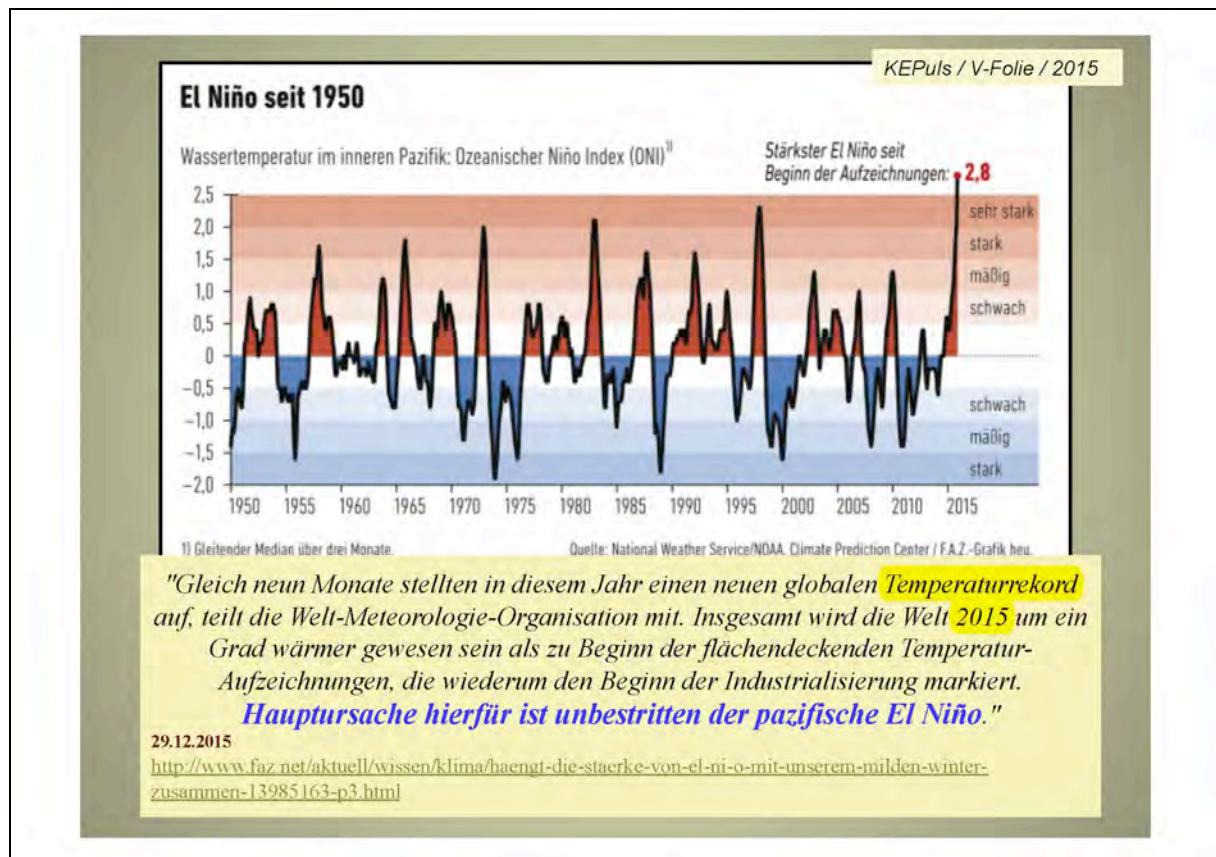 KEPuls / V-Folie / 2015
El Niño seit 1950
Wassertemperatur im inneren Pazifik: Ozeanischer Niño Index (ONI)¹⁾
Stärkster El Niño seit
Beginn der Aufzeichnungen: 2,8
2,5
2,0
1,5
1,0
0,5
0
−0,5
−1,0
−1,5
−2,0
sehr stark
stark
mäßig
schwach
schwach
mäßig
stark
1950 1955 1960 1965 1970 1975 1980 1985 1990 1995 2000 2005 2010 2015
1) Gleitender Median über drei Monate. Quelle: National Weather Service/NOAA, Climate Prediction Center / F.A.Z.-Grafik heu.
"Gleich neun Monate stellten in diesem Jahr einen neuen globalen Temperaturrekord
auf, teilt die Welt-Meteorologie-Organisation mit. Insgesamt wird die Welt 2015 um ein
Grad wärmer gewesen sein als zu Beginn der flächendeckenden Temperatur-
Aufzeichnungen, die wiederum den Beginn der Industrialisierung markiert.
Hauptursache hierfür ist unbestritten der pazifische El Niño."
29.12.2015
http://www.faz.net/aktuell/wissen/klima/haengt-die-staerke-von-el-ni-o-mit-unserem-milden-winter-
zusammen-13985163-p3.html